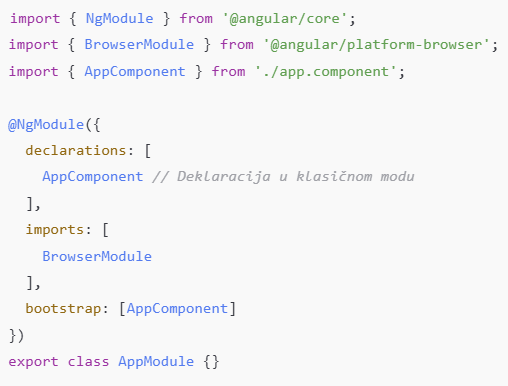 import { NgModule } from '@angular/core';
import { BrowserModule } from '@angular/platform-browser';
import { AppComponent } from './app.component';

@NgModule({
  declarations: [
    AppComponent // Deklaracija u klasičnom modu
  ],
  imports: [
    BrowserModule
  ],
  bootstrap: [AppComponent]
})
export class AppModule {}